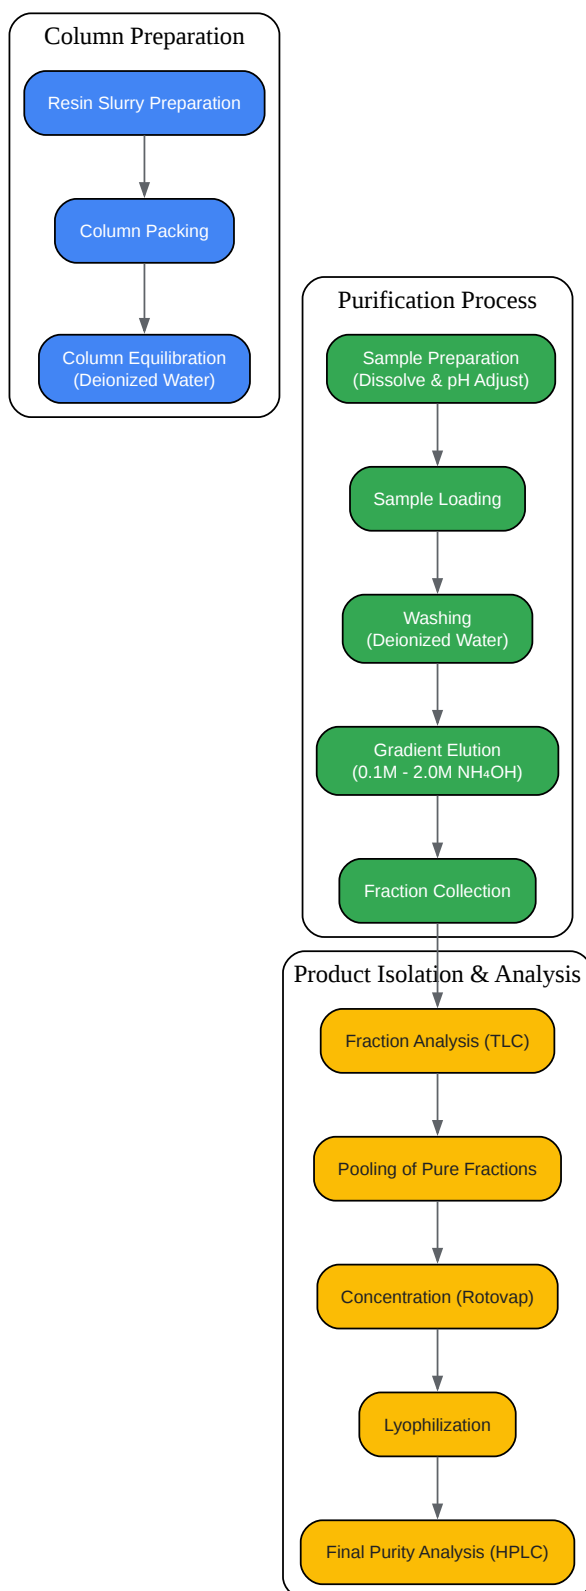 Column Preparation
Resin Slurry Preparation
Column Packing
Column Equilibration
(Deionized Water)
Purification Process
Sample Preparation
(Dissolve & pH Adjust)
Sample Loading
Washing
(Deionized Water)
Gradient Elution
(0.1M - 2.0M NH₄OH)
Fraction Collection
Product Isolation & Analysis
Fraction Analysis (TLC)
Pooling of Pure Fractions
Concentration (Rotovap)
Lyophilization
Final Purity Analysis (HPLC)